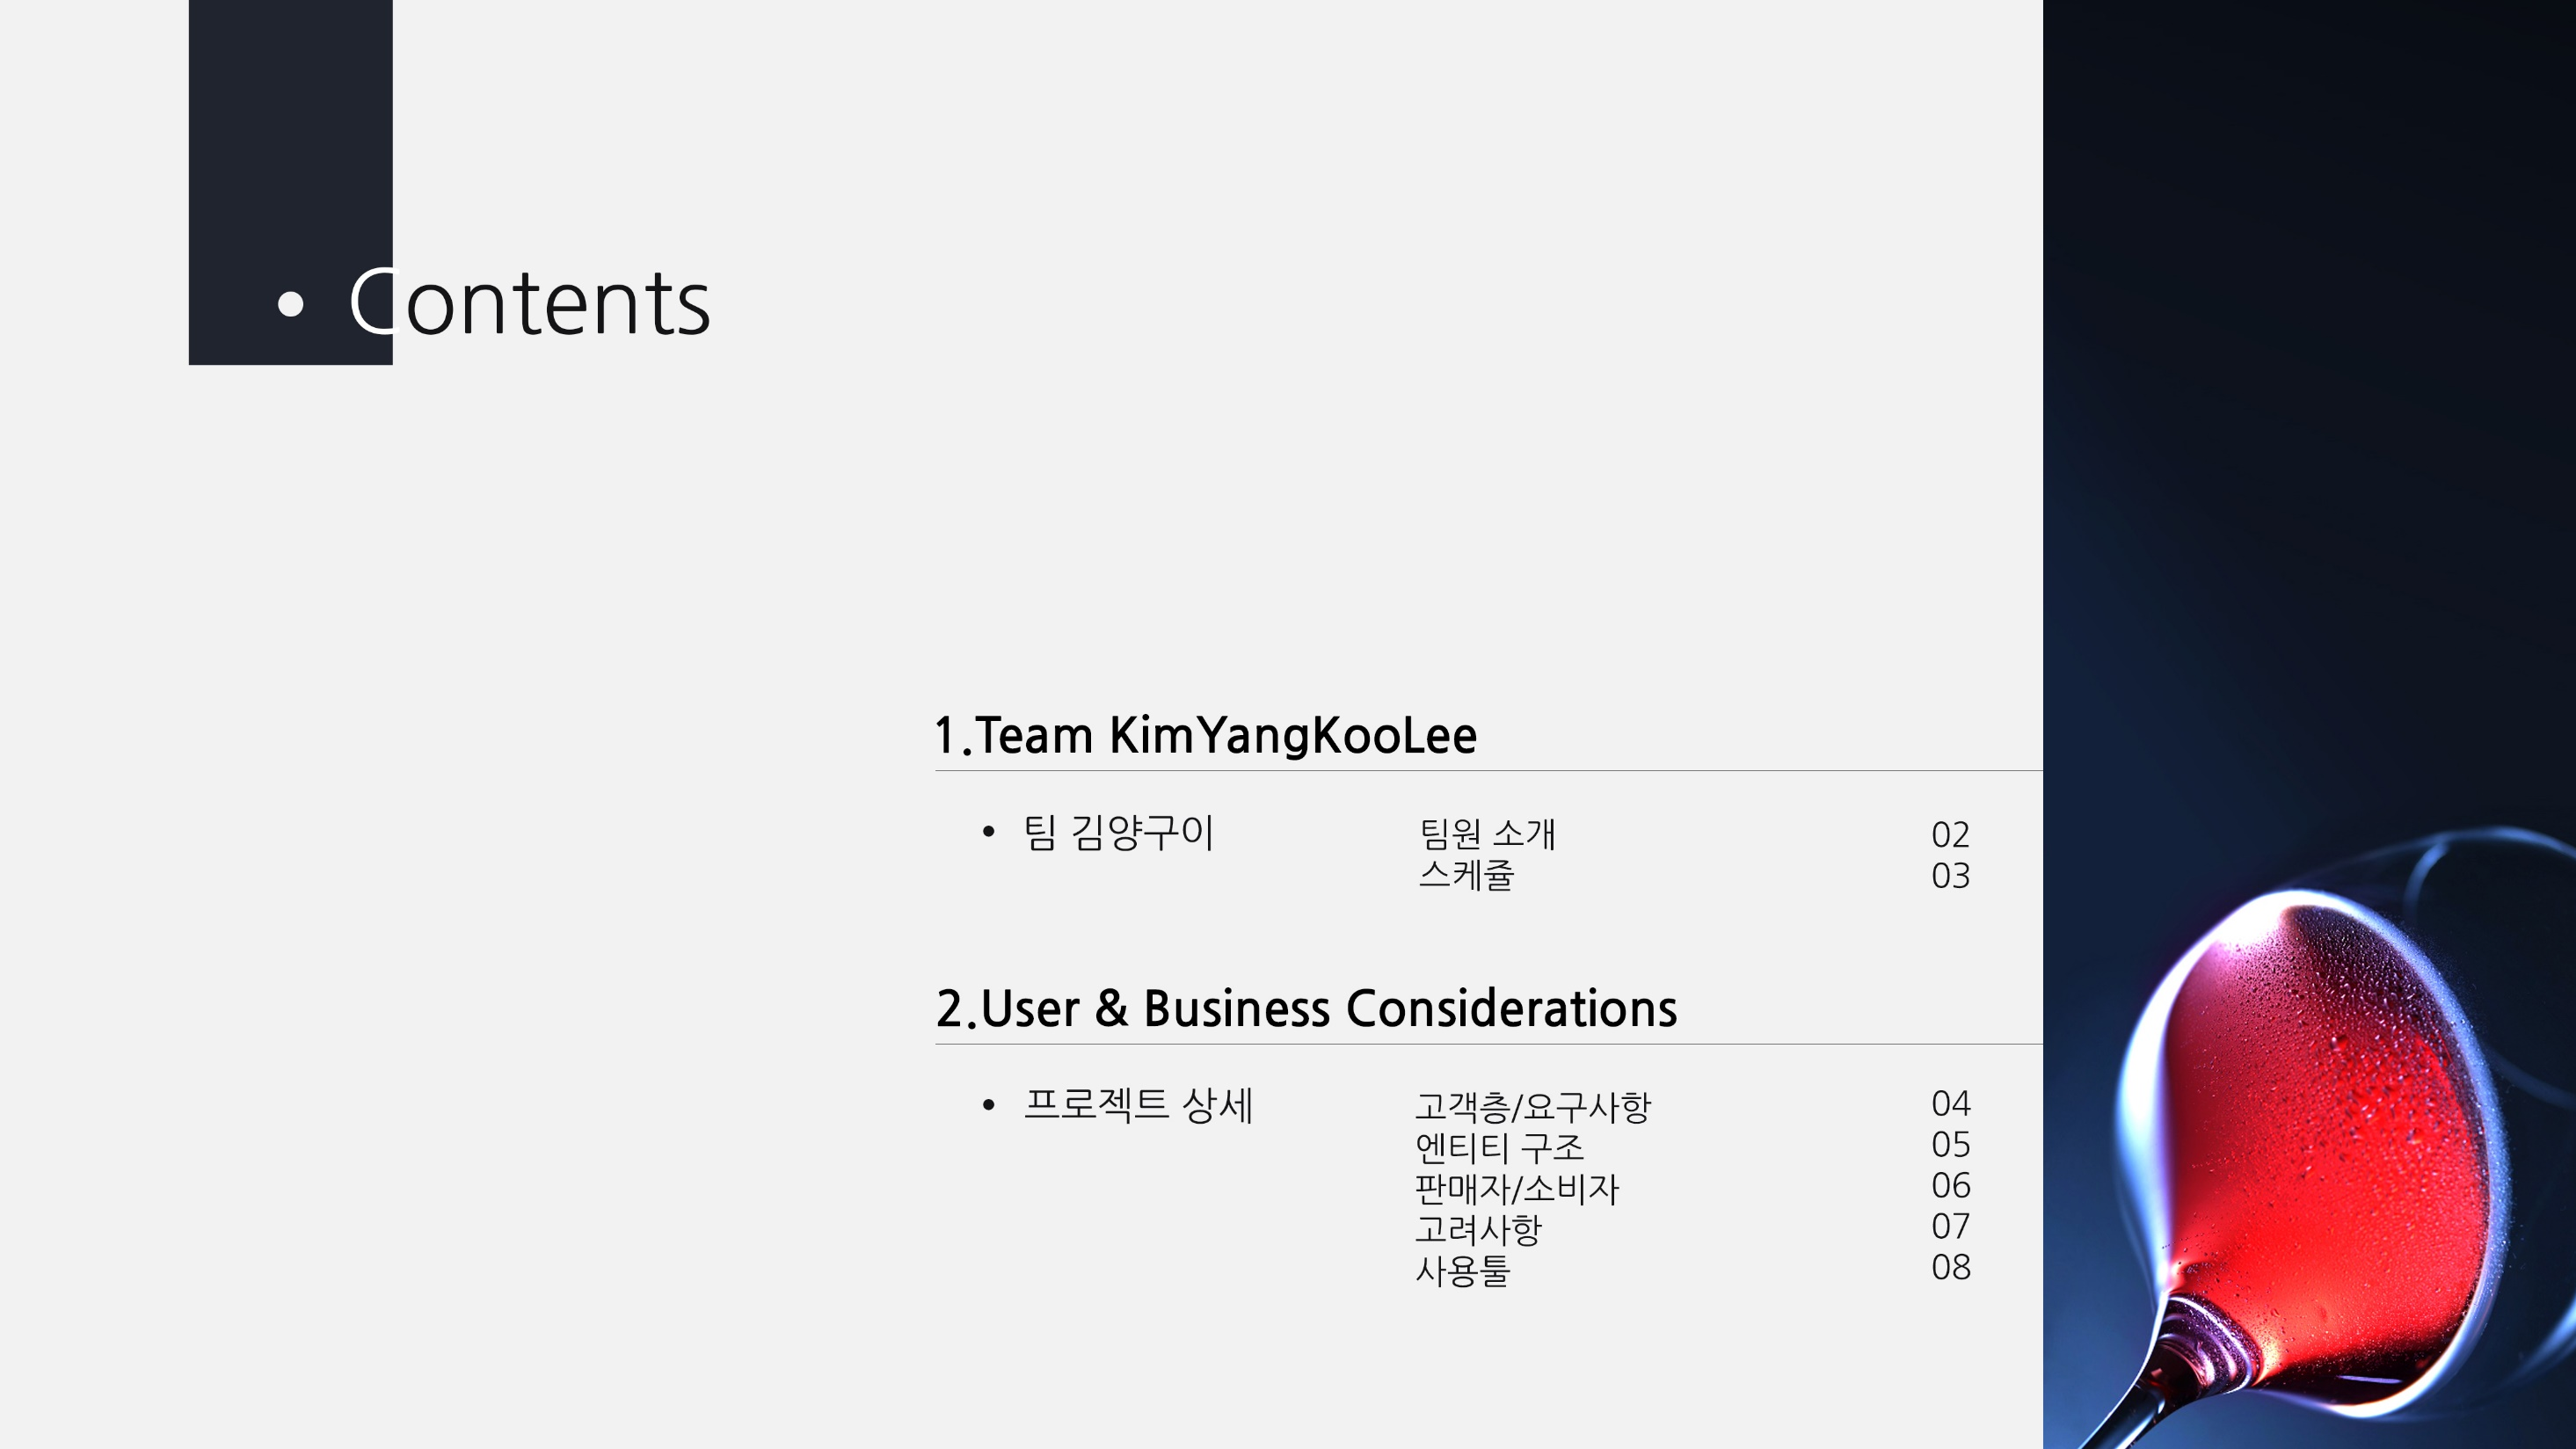 • Contents
1.Team KimYangKooLee
• 팀 김양구이 팀원 소개 02
스케쥴 03
2.User & Business Considerations
• 프로젝트 상세 고객층/요구사항 04
엔티티 구조 05
판매자/소비자 06
고려사항 07
사용툴 08